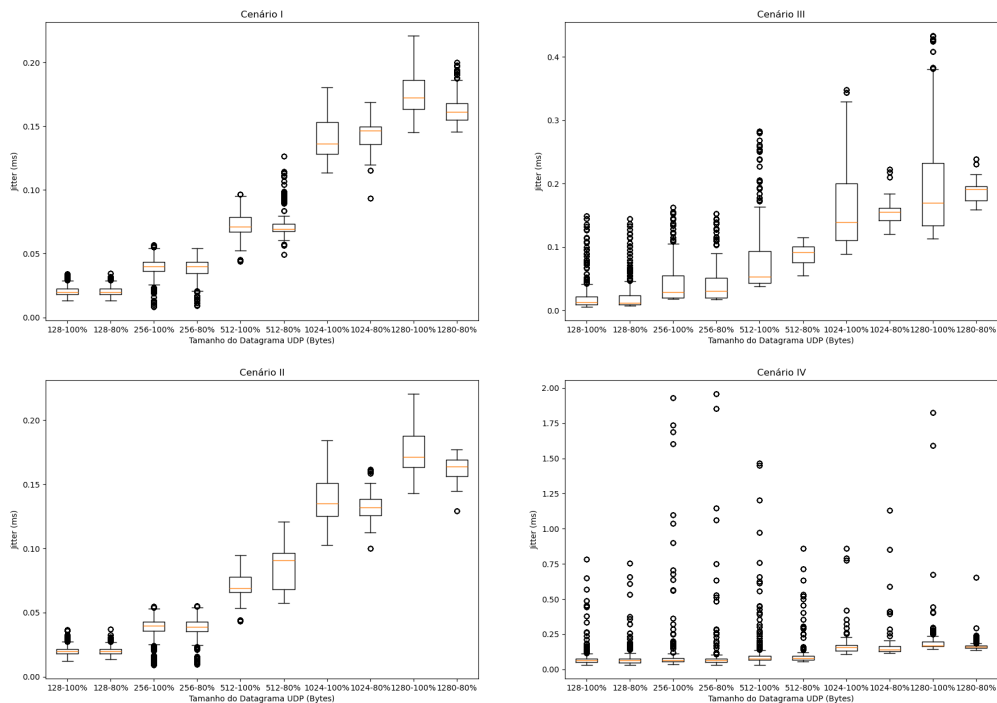 Cenário I
Jitter (ms)
0.20
0.15
0.10
0.05
0.00
128-100% 128-80% 256-100% 256-80% 512-100% 512-80% 1024-100% 1024-80% 1280-100% 1280-80%
Tamanho do Datagrama UDP (Bytes)
Cenário III
Jitter (ms)
0.4
0.3
0.2
0.1
0.0
128-100% 128-80% 256-100% 256-80% 512-100% 512-80% 1024-100% 1024-80% 1280-100% 1280-80%
Tamanho do Datagrama UDP (Bytes)
Cenário II
Jitter (ms)
0.20
0.15
0.10
0.05
0.00
128-100% 128-80% 256-100% 256-80% 512-100% 512-80% 1024-100% 1024-80% 1280-100% 1280-80%
Tamanho do Datagrama UDP (Bytes)
Cenário IV
Jitter (ms)
2.00
1.75
1.50
1.25
1.00
0.75
0.50
0.25
0.00
128-100% 128-80% 256-100% 256-80% 512-100% 512-80% 1024-100% 1024-80% 1280-100% 1280-80%
Tamanho do Datagrama UDP (Bytes)